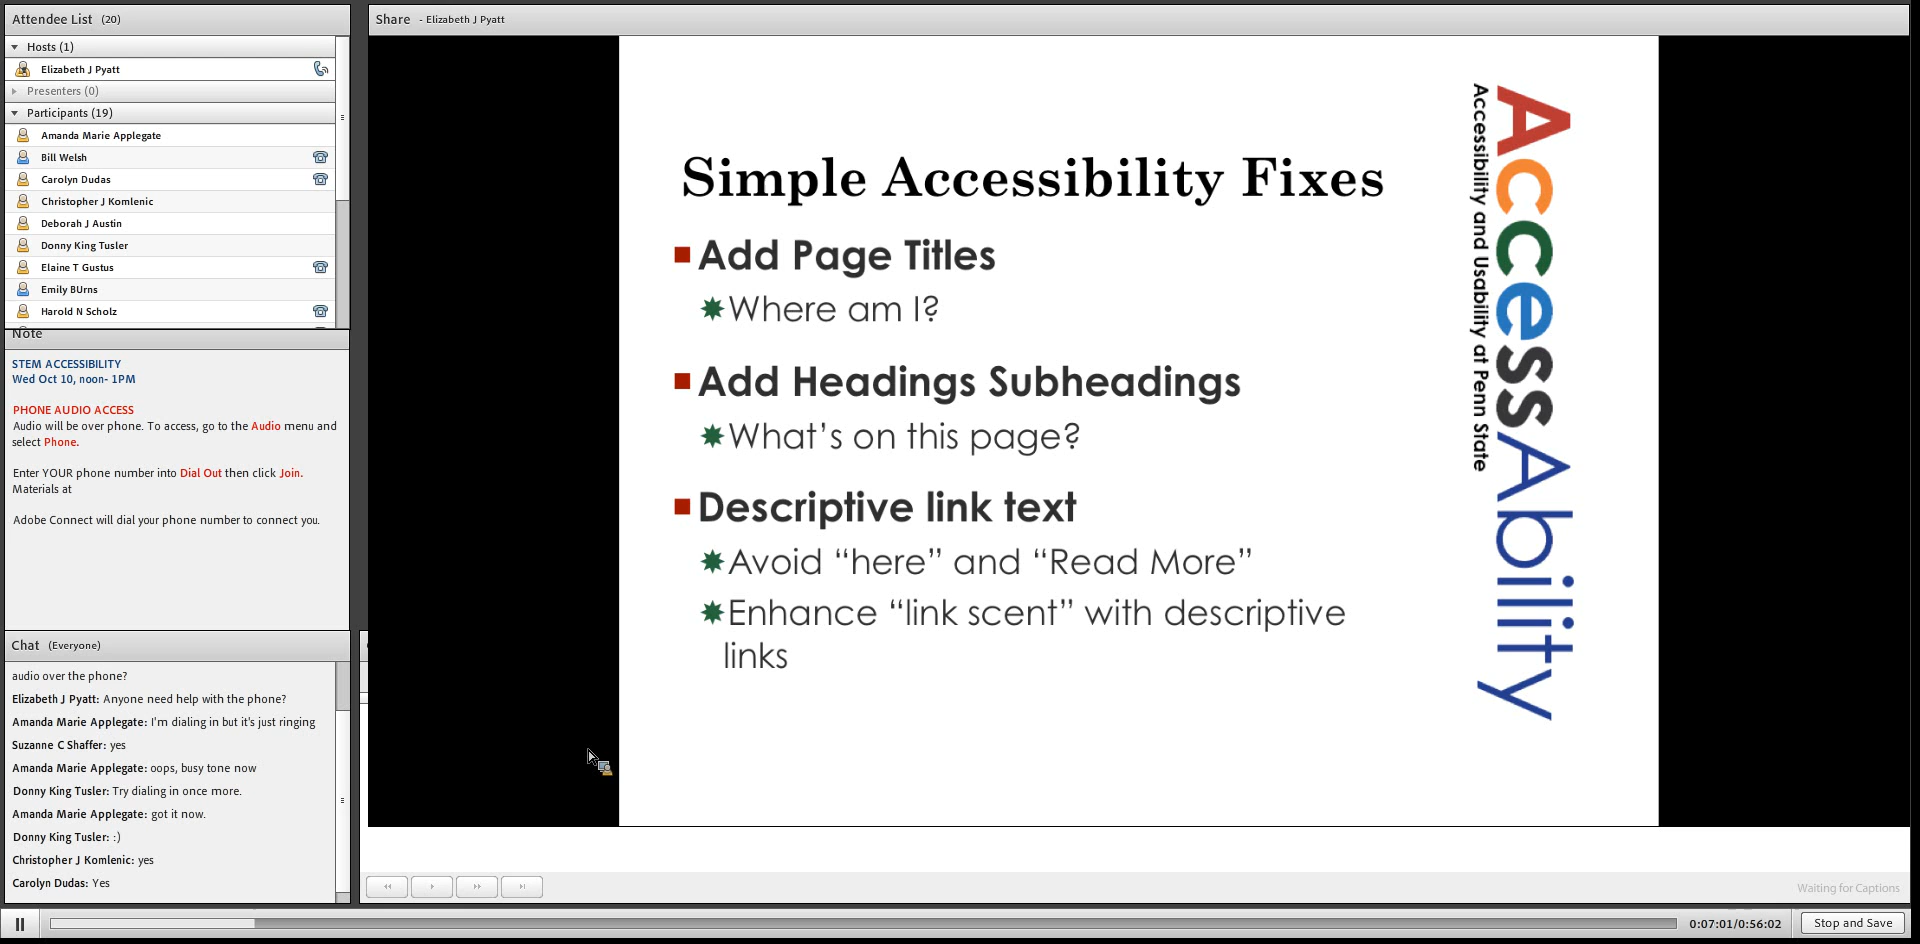 Attendee List (20)
Hosts (1)
Elizabeth J Pyatt
Presenters (0)
Participants (19)
Amanda Marie Applegate
Bill Welsh
Carolyn Dudas
Christopher J Komlenic
Deborah J Austin
Donny King Tusler
Elaine T Gustus
Emily BUrns
Harold N Scholz
Note
STEM ACCESSIBILITY
Wed Oct 10, noon- 1PM
PHONE AUDIO ACCESS
Audio will be over phone. To access, go to the Audio menu and
select Phone.
Enter YOUR phone number into Dial Out then click Join.
Materials at
Adobe Connect will dial your phone number to connect you.
Chat (Everyone)
audio over the phone?
Elizabeth J Pyatt: Anyone need help with the phone?
Amanda Marie Applegate: I'm dialing in but it's just ringing
Suzanne C Shaffer: yes
Amanda Marie Applegate: oops, busy tone now
Donny King Tusler: Try dialing in once more.
Amanda Marie Applegate: got it now.
Donny King Tusler: :)
Christopher J Komlenic: yes
Carolyn Dudas: Yes
Share - Elizabeth J Pyatt
Simple Accessibility Fixes
Add Page Titles
Where am I?
Add Headings Subheadings
What’s on this page?
Descriptive link text
Avoid “here” and “Read More”
Enhance “link scent” with descriptive
links
AccessAbility
Accessibility and Usability at Penn State
Waiting for Captions
0:07:01/0:56:02
Stop and Save